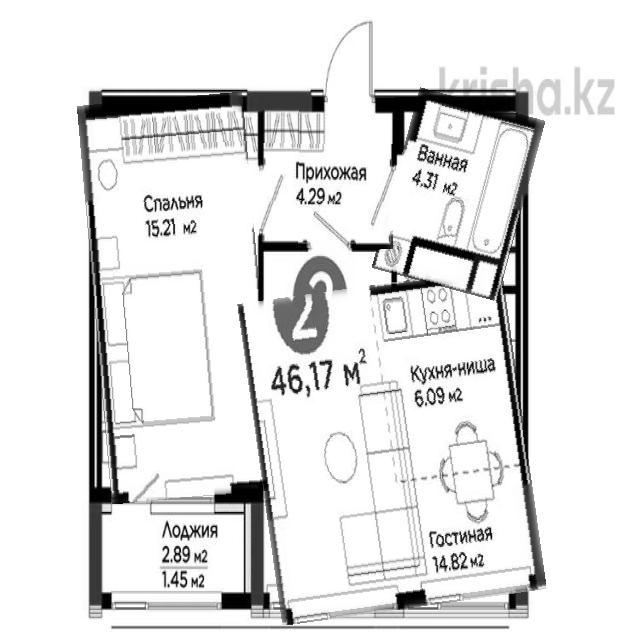 krisha.kz
Ванная
4.31 м2
Прихожая
4.29 м2
Спальня
15.21 м2
2
46,17 м2
Кухня-ниша
6.09 м2
Гостиная
14.82 м2
Лоджия
2.89 м2
1.45 м2